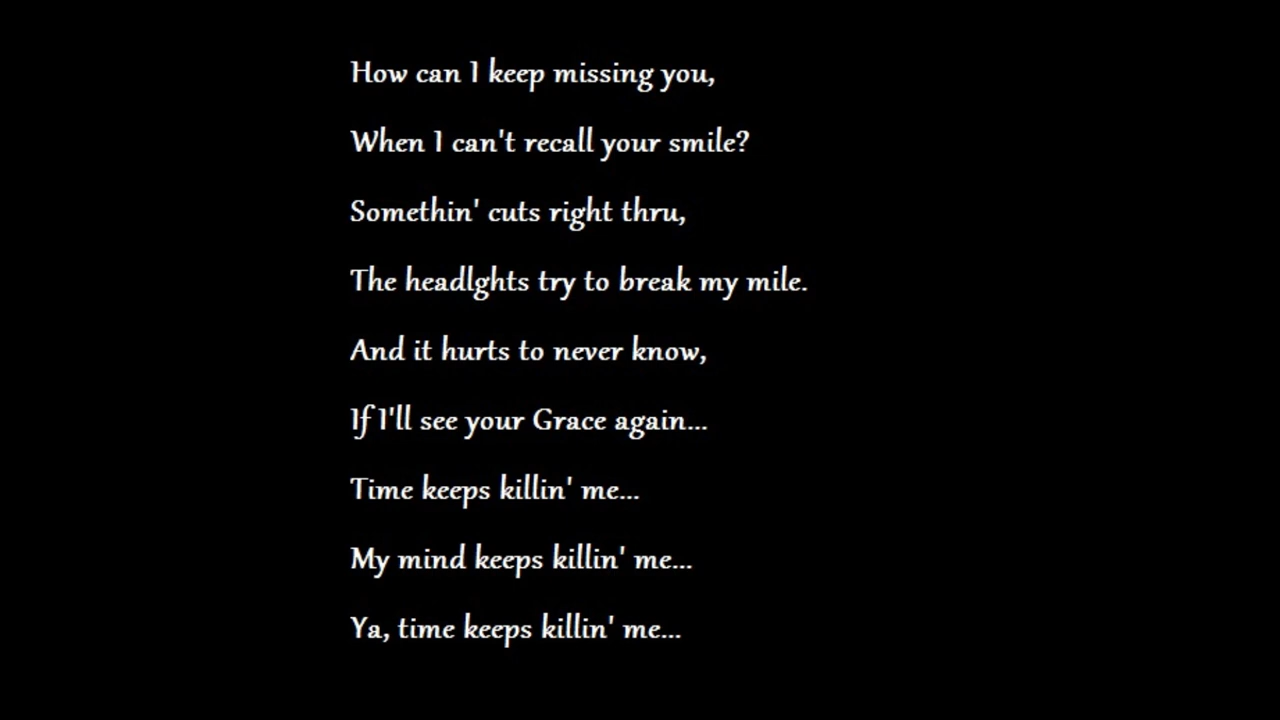 How can I keep missing you,
When I can't recall your smile?
Somethin' cuts right thru,
The headlghts try to break my mile.
And it hurts to never know,
If I'll see your Grace again...
Time keeps killin' me...
My mind keeps killin' me...
Ya, time keeps killin' me...